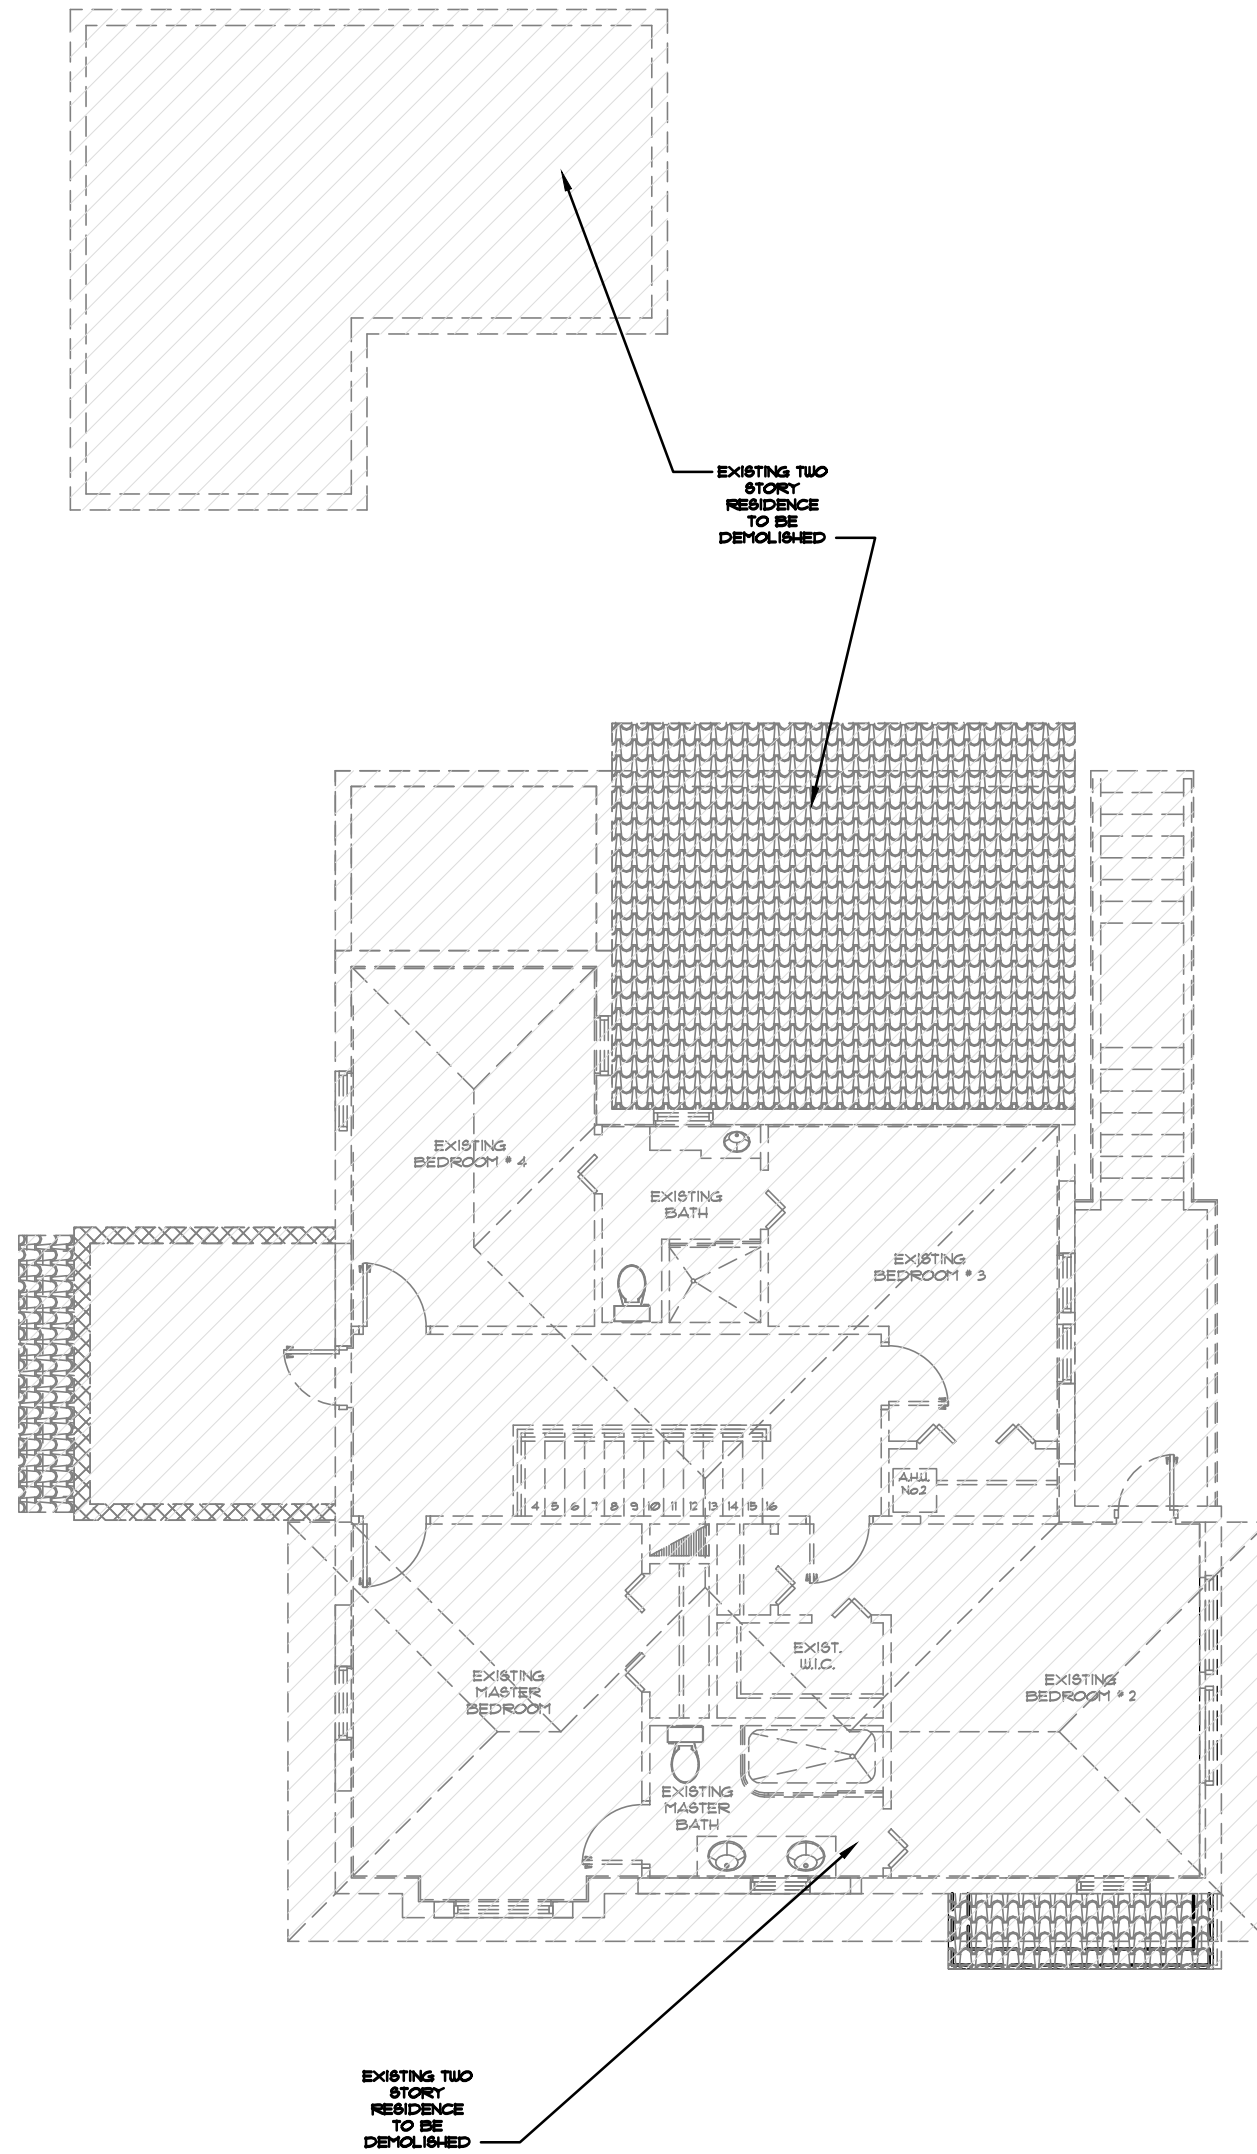 EXISTING TWO
STORY
RESIDENCE
TO BE
DEMOLISHED
EXISTING
BEDROOM # 4
EXISTING
BATH
EXISTING
BEDROOM # 3
A.H.U.
No.2
4 5 6 7 8 9 10 11 12 13 14 15 16
EXIST.
W.I.C.
EXISTING
MASTER
BEDROOM
EXISTING
BEDROOM # 2
EXISTING
MASTER
BATH
EXISTING TWO
STORY
RESIDENCE
TO BE
DEMOLISHED